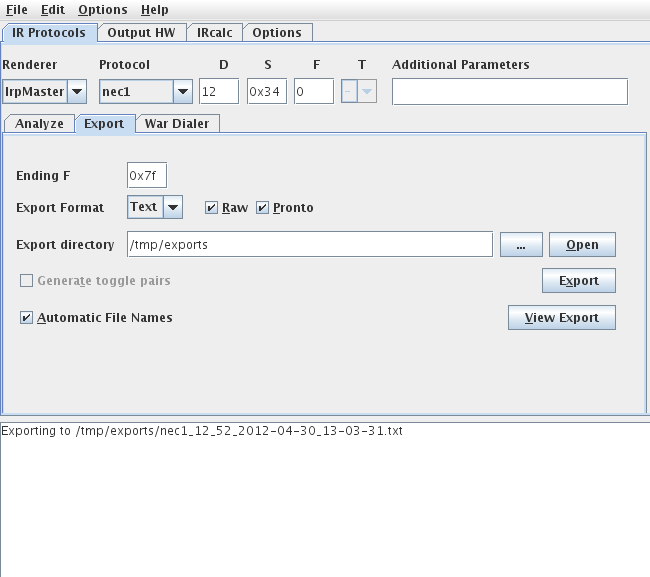 File Edit Options Help
IR Protocols Output HW IRcalc Options
Renderer Protocol D S F T Additional Parameters
IrpMaster nec1 12 0x34 0 -
Analyze Export War Dialer
Ending F 0x7f
Export Format Text Raw Pronto
Export directory /tmp/exports ... Open
Generate toggle pairs Export
Automatic File Names View Export
Exporting to /tmp/exports/nec1_12_52_2012-04-30_13-03-31.txt